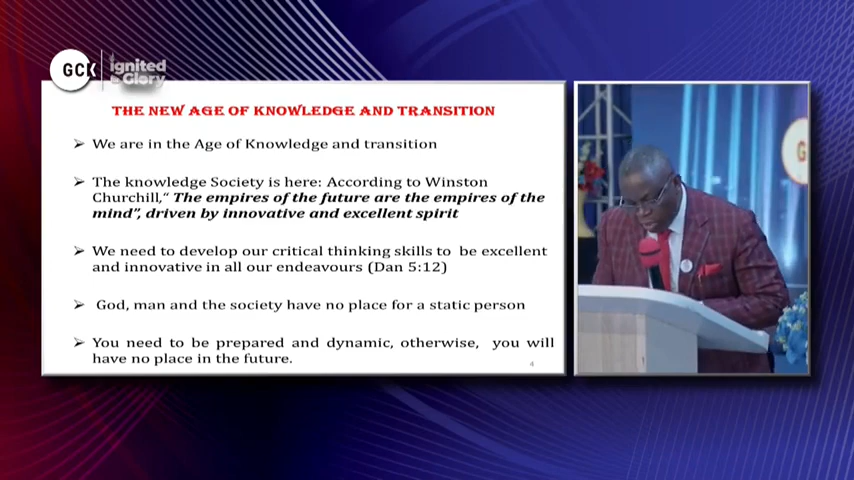 GCK
Ignited
Glory
THE NEW AGE OF KNOWLEDGE AND TRANSITION
➢ We are in the Age of Knowledge and transition
➢ The knowledge Society is here: According to Winston
Churchill,“ The empires of the future are the empires of the
mind”, driven by innovative and excellent spirit
➢ We need to develop our critical thinking skills to be excellent
and innovative in all our endeavours (Dan 5:12)
➢ God, man and the society have no place for a static person
➢ You need to be prepared and dynamic, otherwise, you will
have no place in the future.
4
G